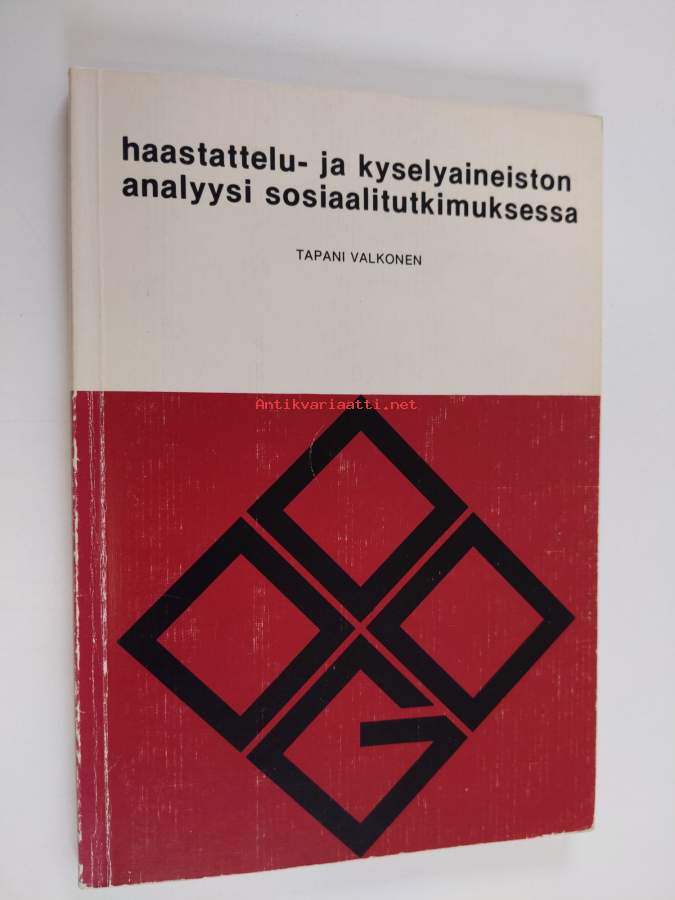 haastattelu- ja kyselyaineiston
analyysi sosiaalitutkimuksessa
TAPANI VALKONEN
Antikvariaatti.net
G